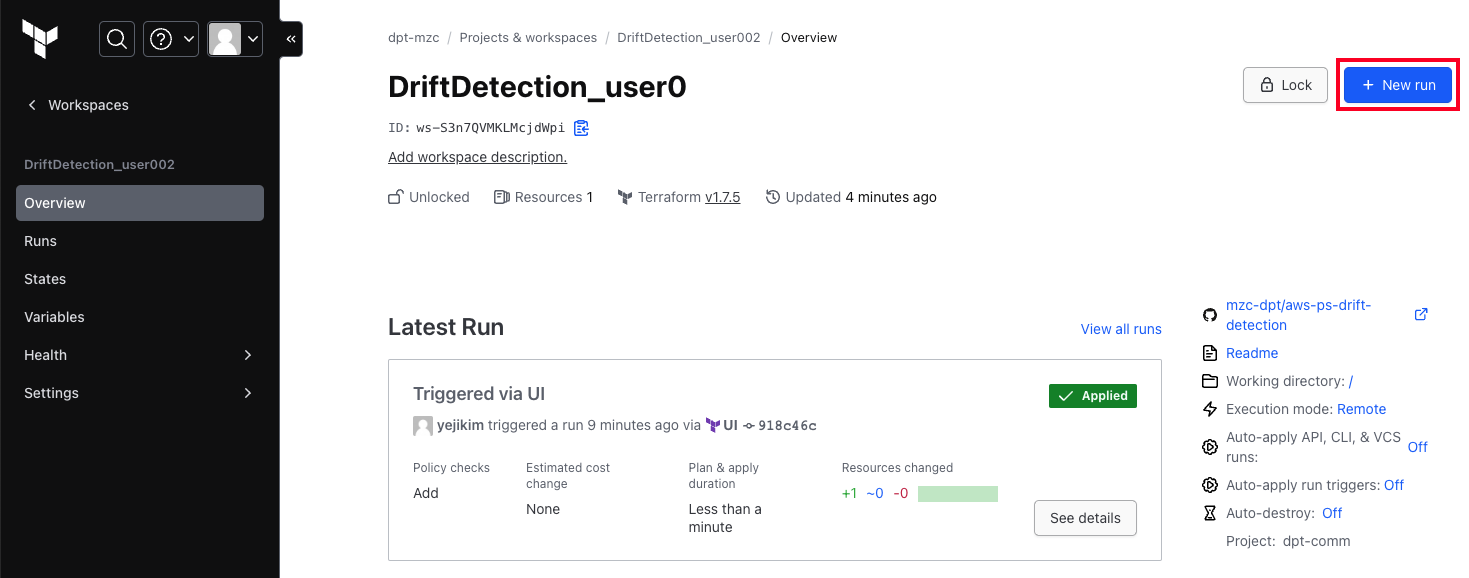 Workspaces
DriftDetection_user002
Overview
Runs
States
Variables
Health
Settings
dpt-mzc / Projects & workspaces / DriftDetection_user002 / Overview
DriftDetection_user0
Lock
+ New run
ID: ws-S3n7QVMKLMcjdWpi
Add workspace description.
Unlocked Resources 1 Terraform v1.7.5 Updated 4 minutes ago
Latest Run
View all runs
Triggered via UI
Applied
yejikim triggered a run 9 minutes ago via UI 918c46c
Policy checks
Add
Estimated cost
change
None
Plan & apply
duration
Less than a
minute
Resources changed
+1 ~0 -0
See details
mzc-dpt/aws-ps-drift-
detection
Readme
Working directory: /
Execution mode: Remote
Auto-apply API, CLI, & VCS
runs: Off
Auto-apply run triggers: Off
Auto-destroy: Off
Project: dpt-comm